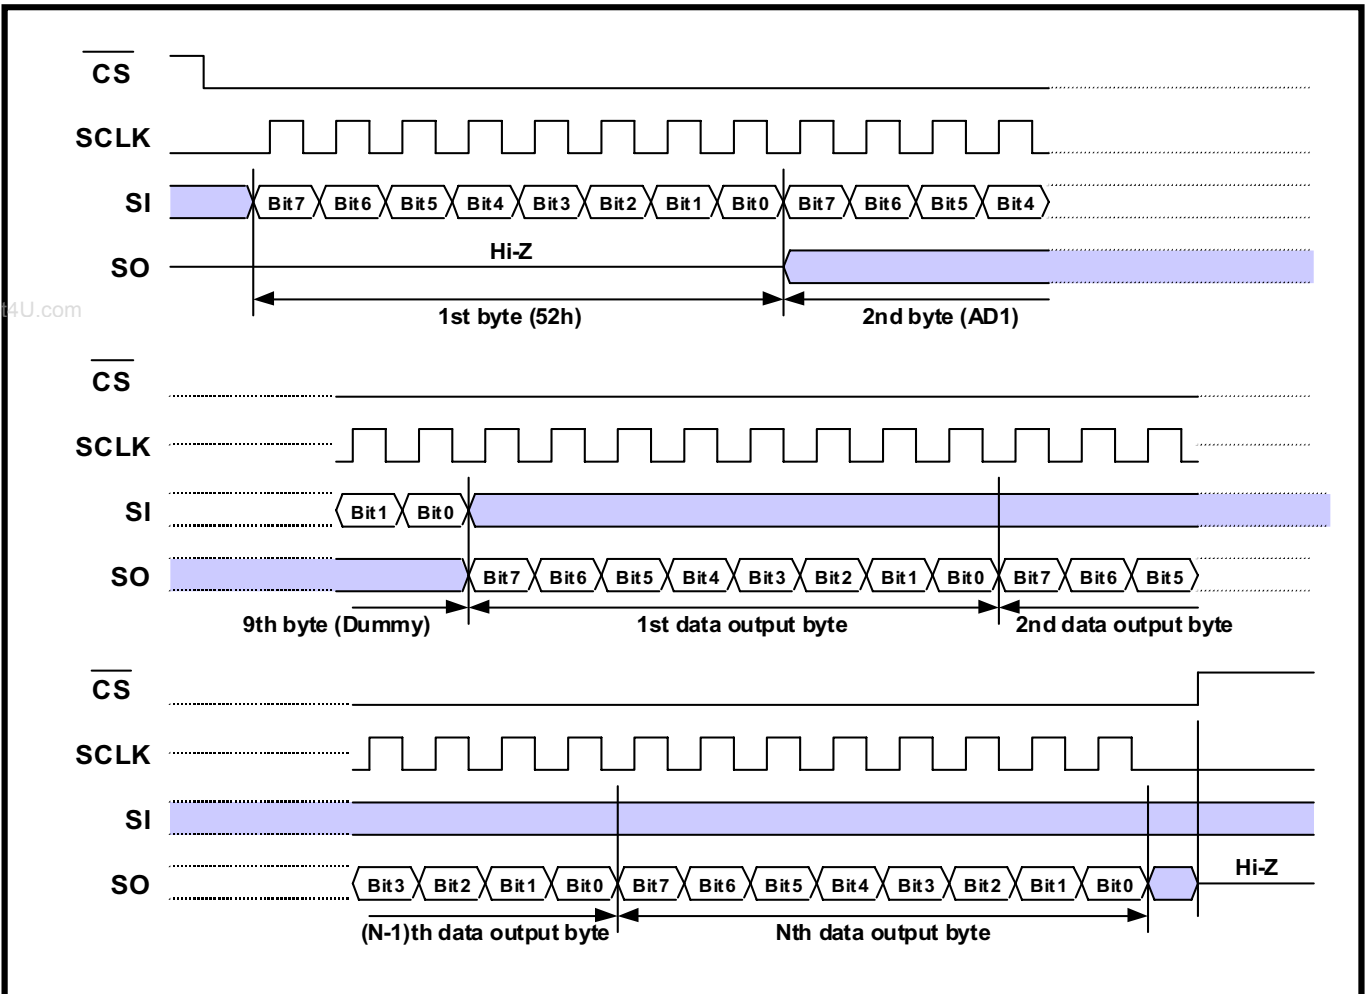 CS
SCLK
SI Bit7 Bit6 Bit5 Bit4 Bit3 Bit2 Bit1 Bit0 Bit7 Bit6 Bit5 Bit4
Hi-Z
SO
t4U.com
1st byte (52h) 2nd byte (AD1)
CS
SCLK
SI Bit1 Bit0
SO Bit7 Bit6 Bit5 Bit4 Bit3 Bit2 Bit1 Bit0 Bit7 Bit6 Bit5
9th byte (Dummy) 1st data output byte 2nd data output byte
CS
SCLK
SI
SO Bit3 Bit2 Bit1 Bit0 Bit7 Bit6 Bit5 Bit4 Bit3 Bit2 Bit1 Bit0 Hi-Z
(N-1)th data output byte Nth data output byte